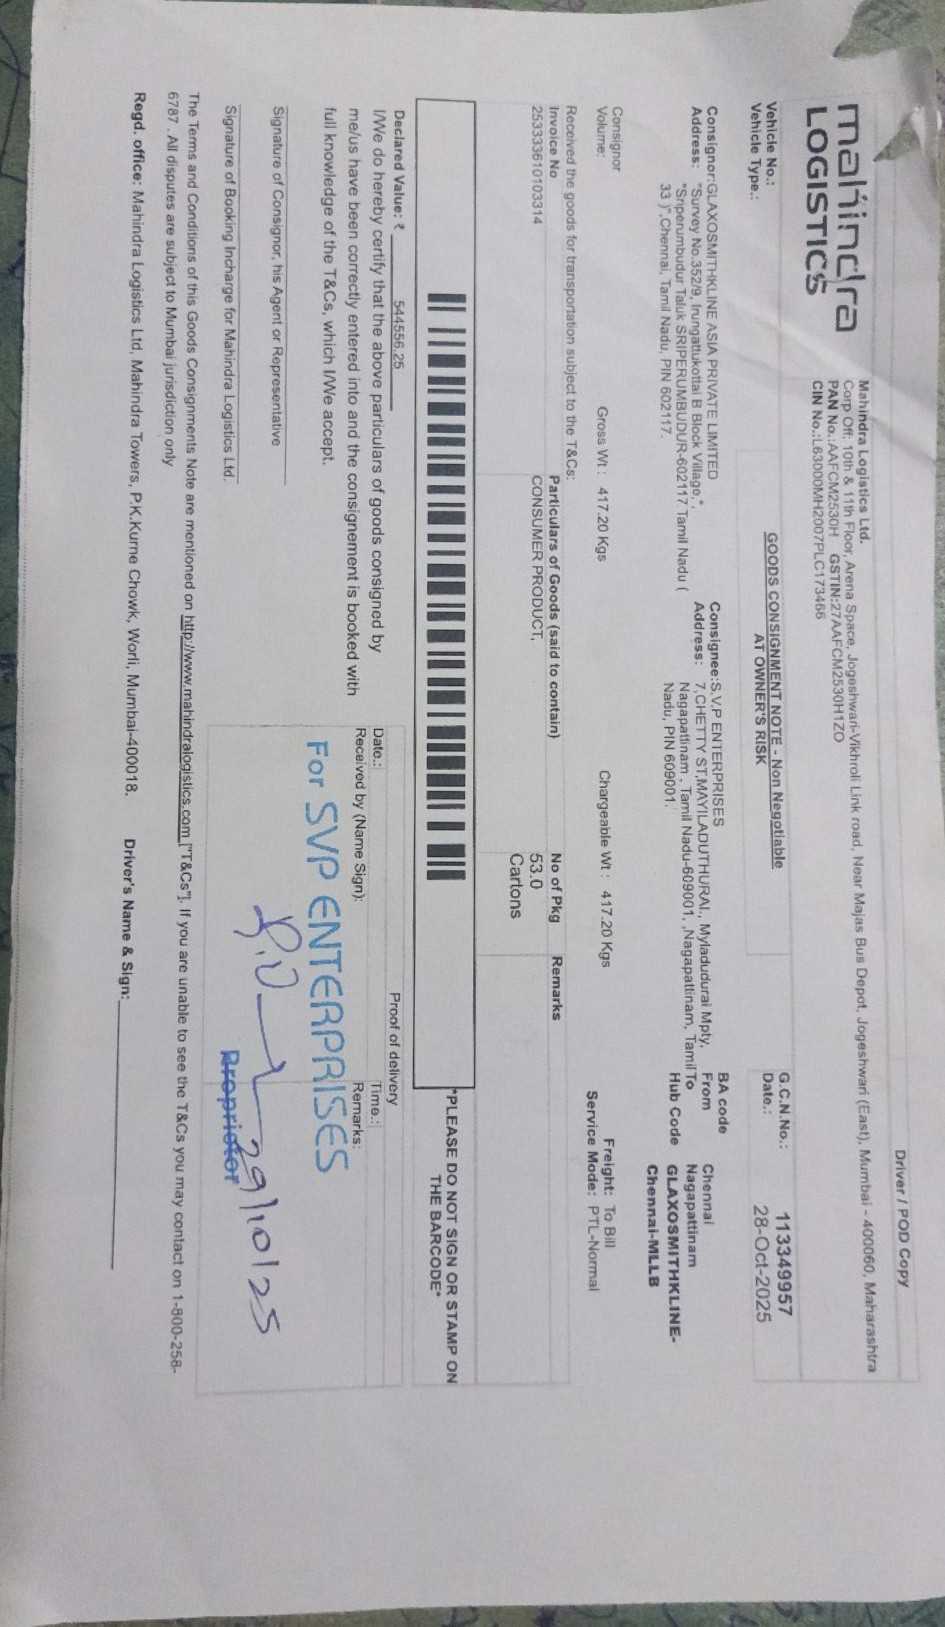 Driver / POD Copy
mahindra
LOGISTICS
Mahindra Logistics Ltd.
Corp Off: 10th & 11th Floor, Arena Space, Jogeshwari-Vikhroli Link road, Near Majas Bus Depot, Jogeshwari (East), Mumbai - 400060, Maharashtra
PAN No.:AAFCM2530H GSTIN:27AAFCM2530H1ZO
CIN No.:L63000MH2007PLC173466
Vehicle No.:
Vehicle Type.:
GOODS CONSIGNMENT NOTE - Non Negotiable
AT OWNER'S RISK
G.C.N.No.: 113349957
Date.: 28-Oct-2025
Consignor:GLAXOSMITHKLINE ASIA PRIVATE LIMITED
Address: "Survey No.352/9, Irungattukottai B Block Village,",
"Sriperumbudur Taluk SRIPERUMBUDUR-602117 Tamil Nadu (
33 )",Chennai, Tamil Nadu, PIN 602117.
Consignee:S.V.P ENTERPRISES
Address: 7,CHETTY ST,MAYILADUTHURAI., Myladudurai Mpty,
Nagapattinam , Tamil Nadu-609001, ,Nagapattinam, Tamil
Nadu, PIN 609001.
BA code
From Chennai
To Nagapattinam
Hub Code GLAXOSMITHKLINE-
Chennai-MLLB
Consignor
Volume:
Gross Wt : 417.20 Kgs
Chargeable Wt : 417.20 Kgs
Freight: To Bill
Service Mode: PTL-Normal
Received the goods for transportation subject to the T&Cs:
Invoice No Particulars of Goods (said to contain) No of Pkg Remarks
25333610103314 CONSUMER PRODUCT, 53.0
Cartons
*PLEASE DO NOT SIGN OR STAMP ON
THE BARCODE*
Declared Value: ₹ 544556.25
I/We do hereby certify that the above particulars of goods consigned by
me/us have been correctly entered into and the consignement is booked with
full knowledge of the T&Cs, which I/We accept.
Proof of delivery
Date.: Time.:
Received by (Name Sign): Remarks:
For SVP ENTERPRISES
29/10/25
Proprietor
Signature of Consignor, his Agent or Representative
Signature of Booking Incharge for Mahindra Logistics Ltd.
The Terms and Conditions of this Goods Consignments Note are mentioned on http://www.mahindralogistics.com ["T&Cs"]. If you are unable to see the T&Cs you may contact on 1-800-258-
6787 . All disputes are subject to Mumbai jurisdiction only
Regd. office: Mahindra Logistics Ltd, Mahindra Towers, P.K.Kurne Chowk, Worli, Mumbai-400018. Driver's Name & Sign: